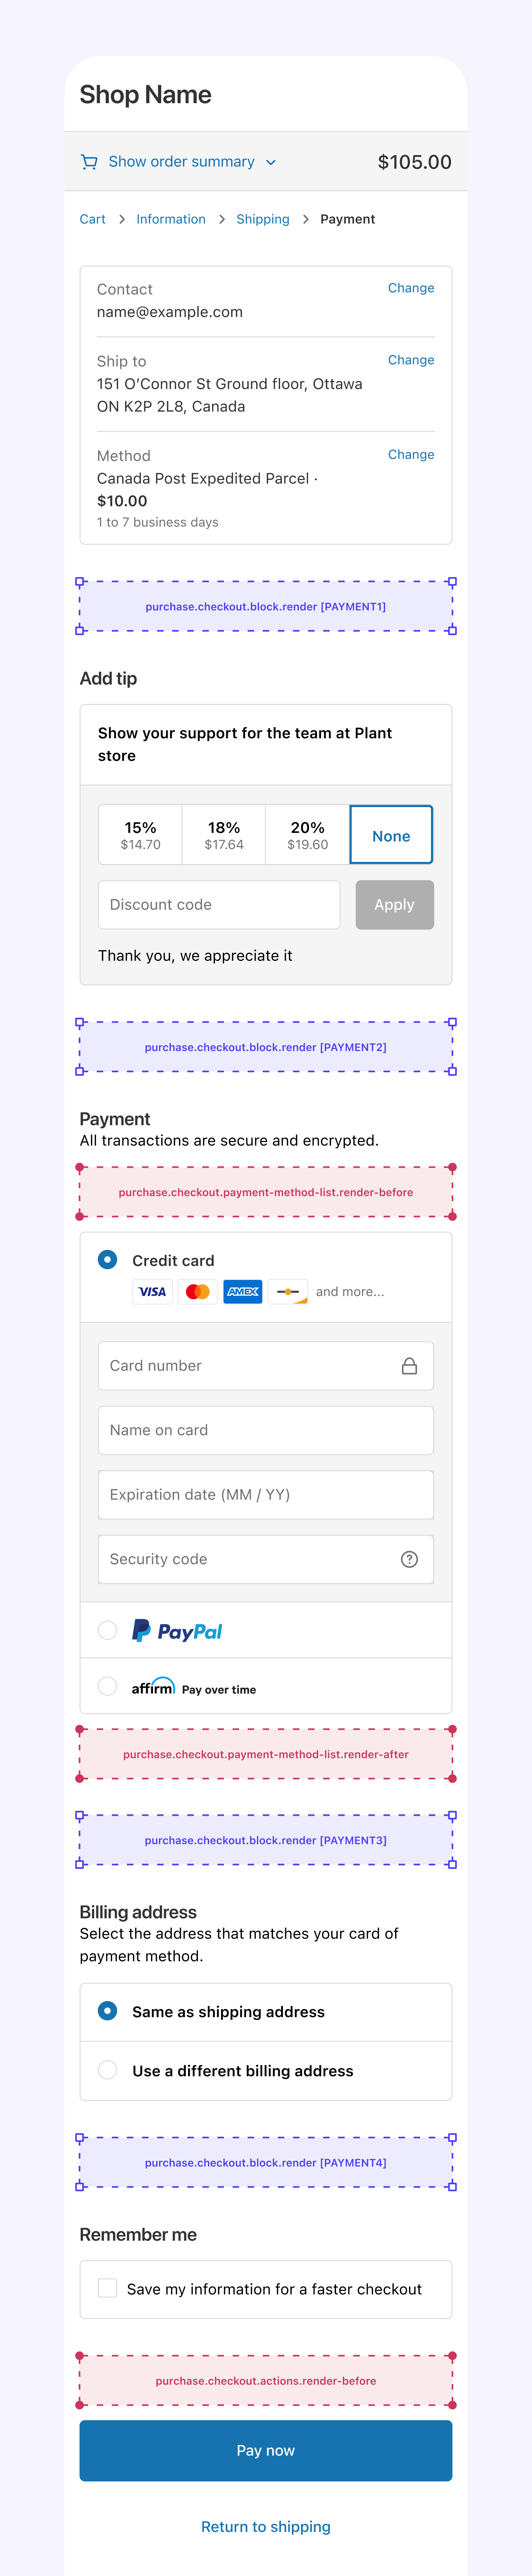 Shop Name
Show order summary
$105.00
Cart > Information > Shipping > Payment
Contact
Change
name@example.com
Ship to
Change
151 O’Connor St Ground floor, Ottawa
ON K2P 2L8, Canada
Method
Change
Canada Post Expedited Parcel ·
$10.00
1 to 7 business days
purchase.checkout.block.render [PAYMENT1]
Add tip
Show your support for the team at Plant
store
15% 18% 20% None
$14.70 $17.64 $19.60
Discount code
Apply
Thank you, we appreciate it
purchase.checkout.block.render [PAYMENT2]
Payment
All transactions are secure and encrypted.
purchase.checkout.payment-method-list.render-before
Credit card
VISA AMEX and more...
Card number
Name on card
Expiration date (MM / YY)
Security code
?
PayPal
affirm Pay over time
purchase.checkout.payment-method-list.render-after
purchase.checkout.block.render [PAYMENT3]
Billing address
Select the address that matches your card of
payment method.
Same as shipping address
Use a different billing address
purchase.checkout.block.render [PAYMENT4]
Remember me
Save my information for a faster checkout
purchase.checkout.actions.render-before
Pay now
Return to shipping